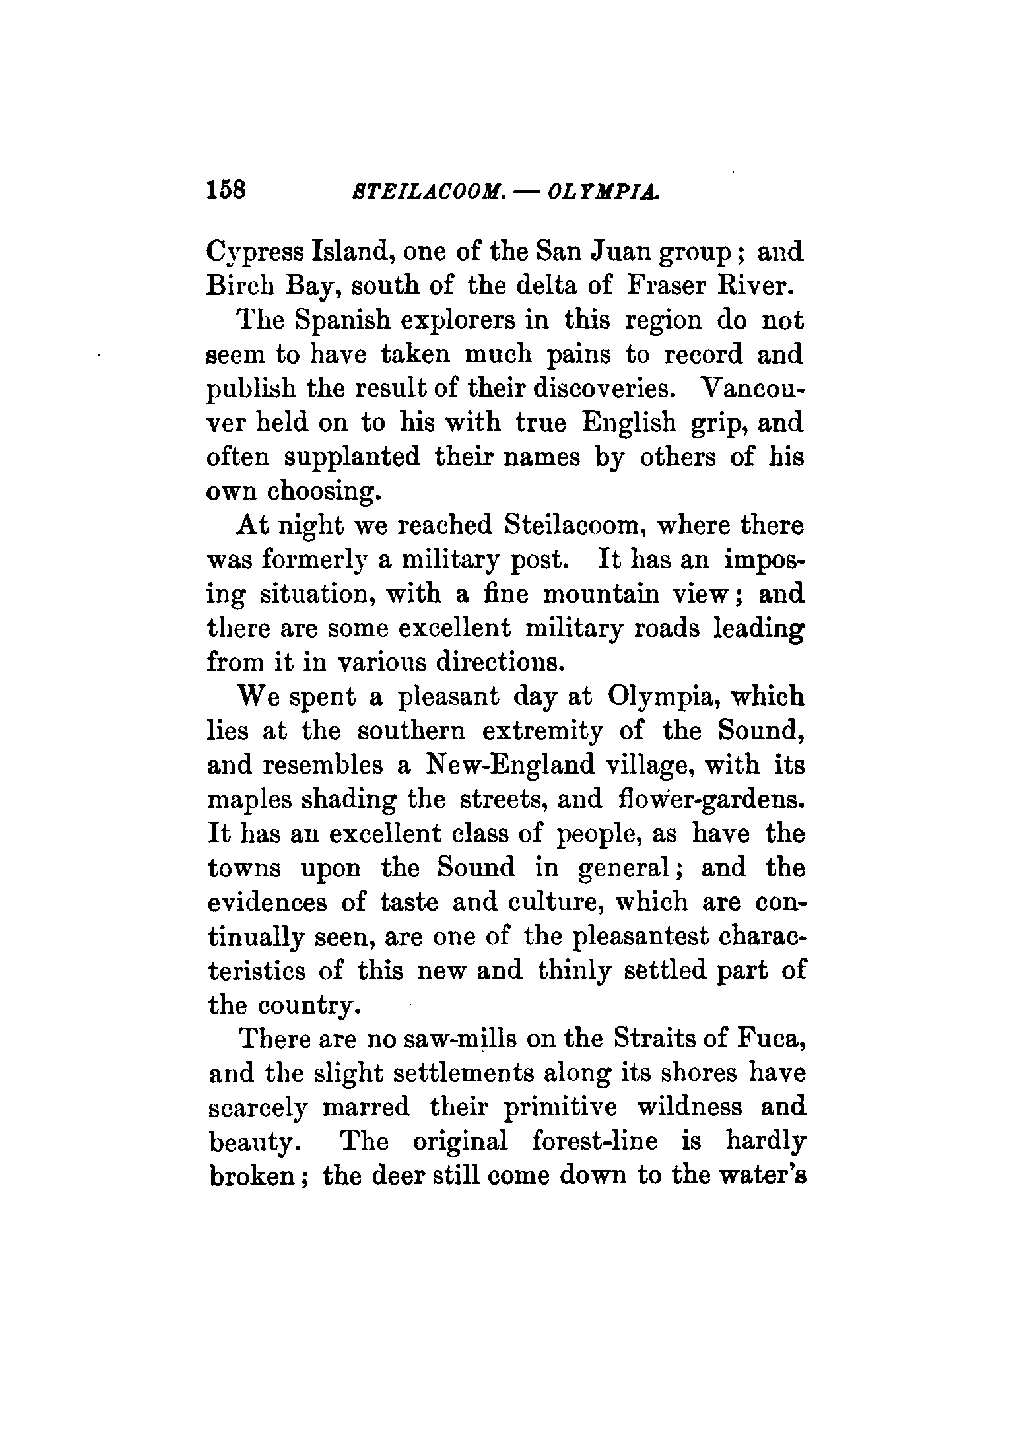 158 STEILACOOM. — OLYMPIA.
Cypress Island, one of the San Juan group; and
Birch Bay, south of the delta of Fraser River.
The Spanish explorers in this region do not
seem to have taken much pains to record and
publish the result of their discoveries. Vancou-
ver held on to his with true English grip, and
often supplanted their names by others of his
own choosing.
At night we reached Steilacoom, where there
was formerly a military post. It has an impos-
ing situation, with a fine mountain view; and
there are some excellent military roads leading
from it in various directions.
We spent a pleasant day at Olympia, which
lies at the southern extremity of the Sound,
and resembles a New-England village, with its
maples shading the streets, and flower-gardens.
It has an excellent class of people, as have the
towns upon the Sound in general; and the
evidences of taste and culture, which are con-
tinually seen, are one of the pleasantest charac-
teristics of this new and thinly settled part of
the country.
There are no saw-mills on the Straits of Fuca,
and the slight settlements along its shores have
scarcely marred their primitive wildness and
beauty. The original forest-line is hardly
broken; the deer still come down to the water's